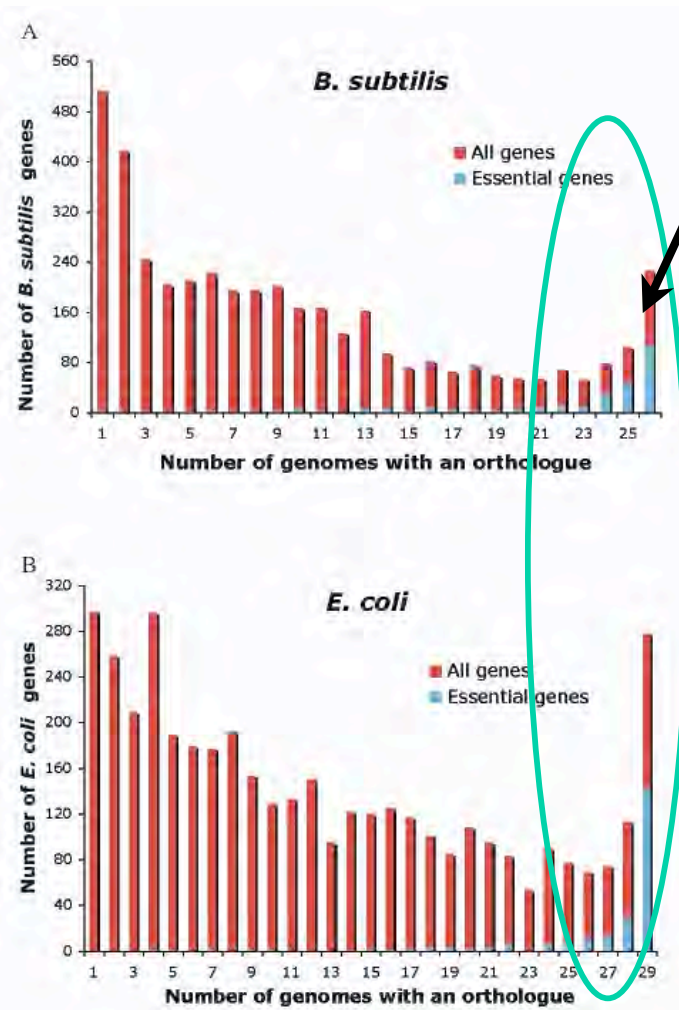 A
B. subtilis
All genes
Essential genes
560
480
400
320
240
160
80
0
Number of B. subtilis genes
1 3 5 7 9 11 13 15 17 19 21 23 25
Number of genomes with an orthologue
B
E. coli
All genes
Essential genes
320
280
240
200
160
120
80
40
0
Number of E. coli genes
1 3 5 7 9 11 13 15 17 19 21 23 25 27 29
Number of genomes with an orthologue